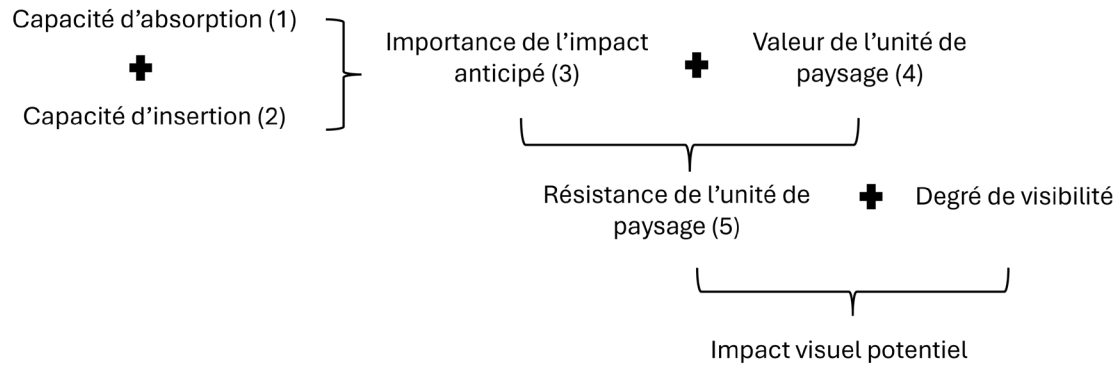 Capacité d’absorption (1)
Capacité d’insertion (2)
Importance de l’impact
anticipé (3)
Valeur de l’unité de
paysage (4)
Résistance de l’unité de
paysage (5)
Degré de visibilité
Impact visuel potentiel